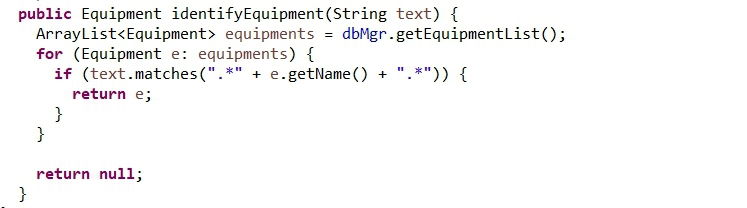 public Equipment identifyEquipment(String text) {
ArrayList<Equipment> equipments = dbMgr.getEquipmentList();
for (Equipment e: equipments) {
if (text.matches(".*" + e.getName() + ".*")) {
return e;
}
}
return null;
}